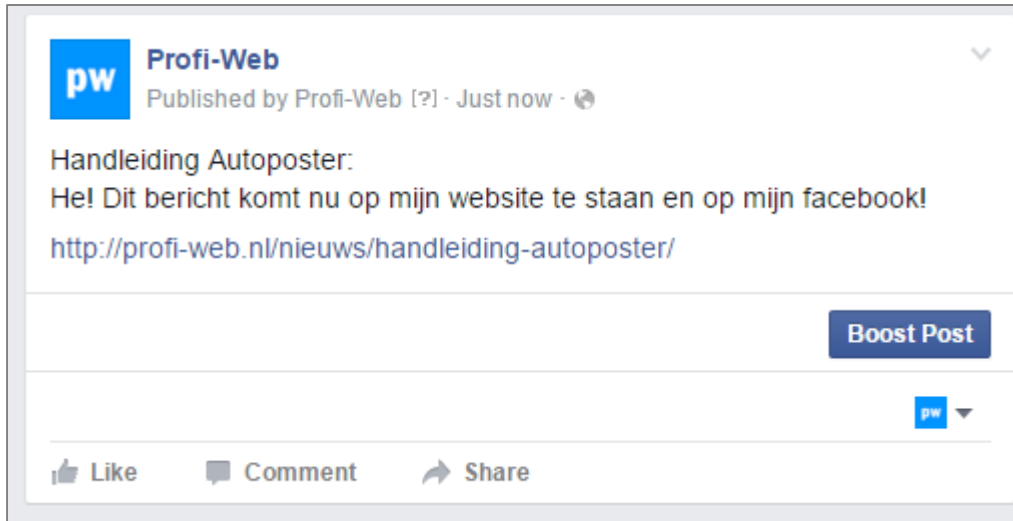 pw
Profi-Web
Published by Profi-Web [?] · Just now ·
Handleiding Autoposter:
He! Dit bericht komt nu op mijn website te staan en op mijn facebook!
http://profi-web.nl/nieuws/handleiding-autoposter/
Boost Post
pw
Like Comment Share